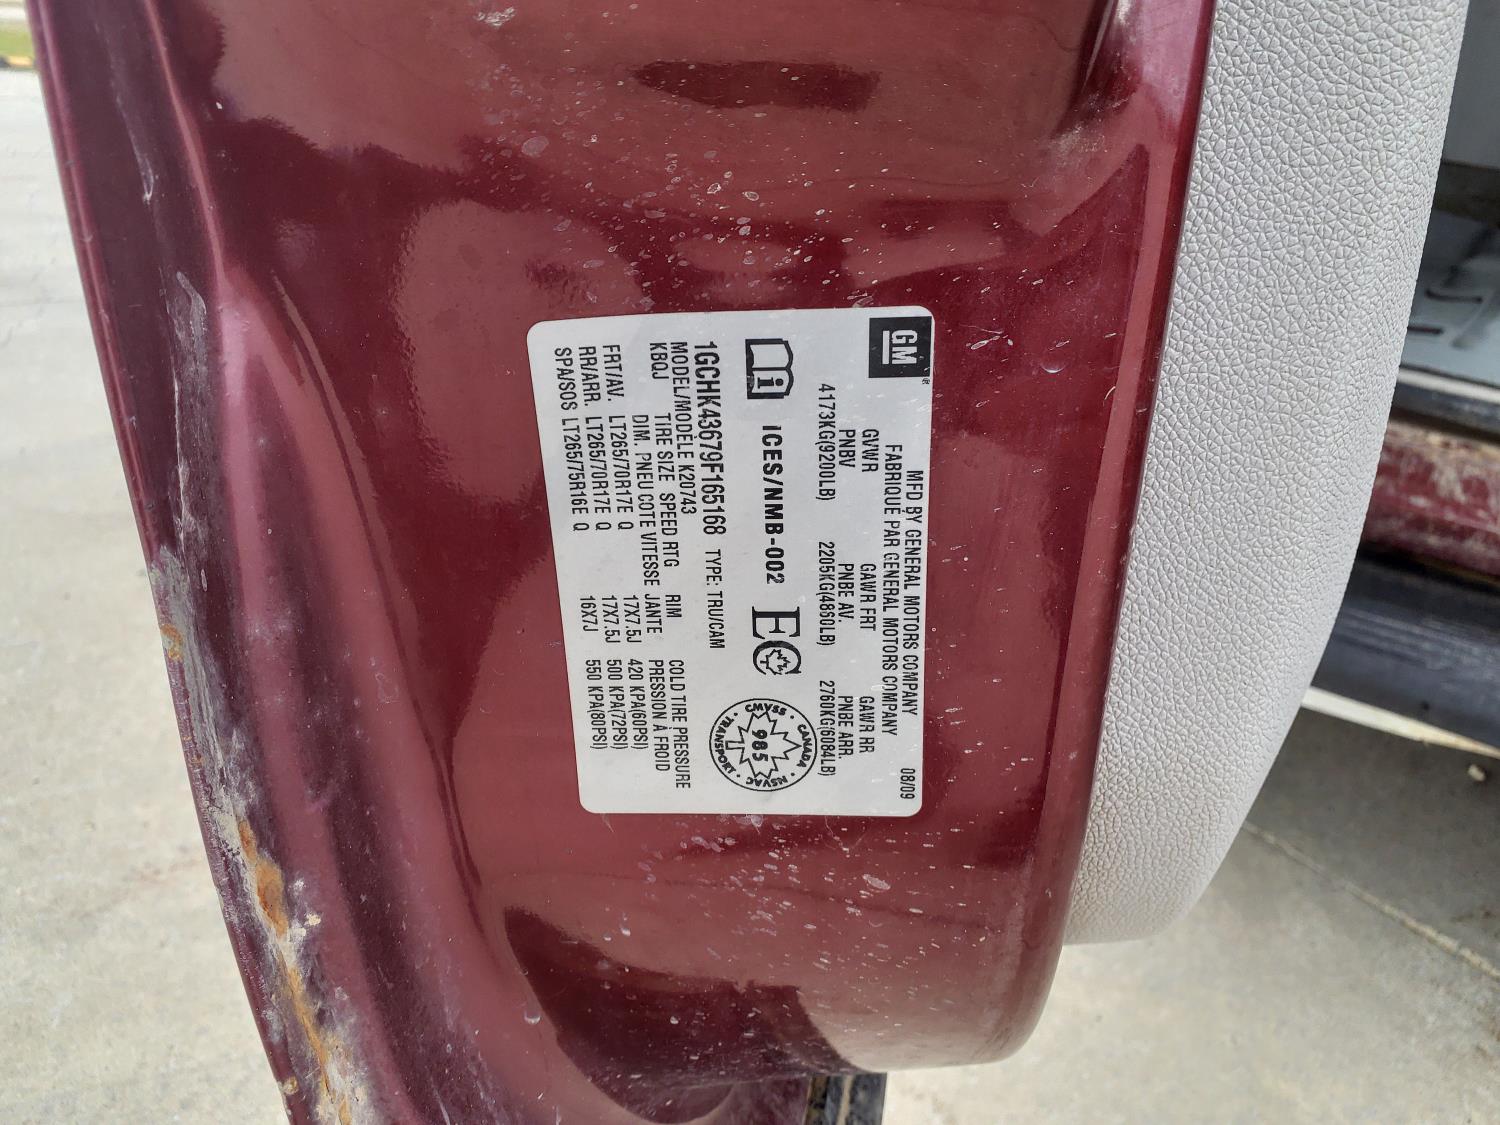 GM
MFD BY GENERAL MOTORS COMPANY 08/09
FABRIQUÉ PAR GENERAL MOTORS COMPANY
GVWR GAWR FRT GAWR RR
PNBV PNBE AV. PNBE ARR.
4173KG(9200LB) 2205KG(4860LB) 2760KG(6084LB)
i ICES/NMB-002 EC CANADA · CMVSS · TRANSPORT · NSVAC · 985
1GCHK43679F165168 TYPE: TRU/CAM
MODEL/MODÈLE K20743
KBQJ TIRE SIZE SPEED RTG RIM COLD TIRE PRESSURE
DIM. PNEU COTE VITESSE JANTE PRESSION À FROID
FRT/AV. LT265/70R17E Q 17X7.5J 420 KPA(60PSI)
RR/ARR. LT265/70R17E Q 17X7.5J 500 KPA(72PSI)
SPA/SOS LT265/75R16E Q 16X7J 550 KPA(80PSI)